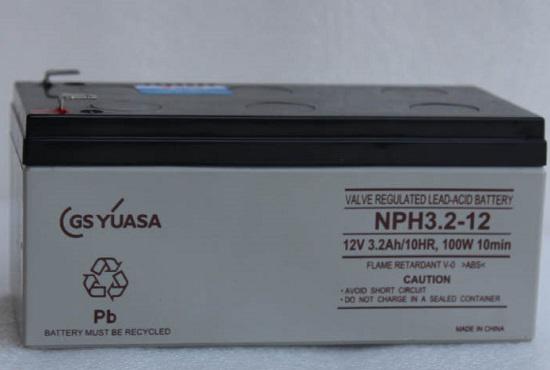 GS YUASA
Pb
BATTERY MUST BE RECYCLED
VALVE REGULATED LEAD-ACID BATTERY
NPH3.2-12
12V 3.2Ah/10HR, 100W 10min
FLAME RETARDANT V-0 >ABS<
CAUTION
• AVOID SHORT CIRCUIT
• DO NOT CHARGE IN A SEALED CONTAINER
MADE IN CHINA